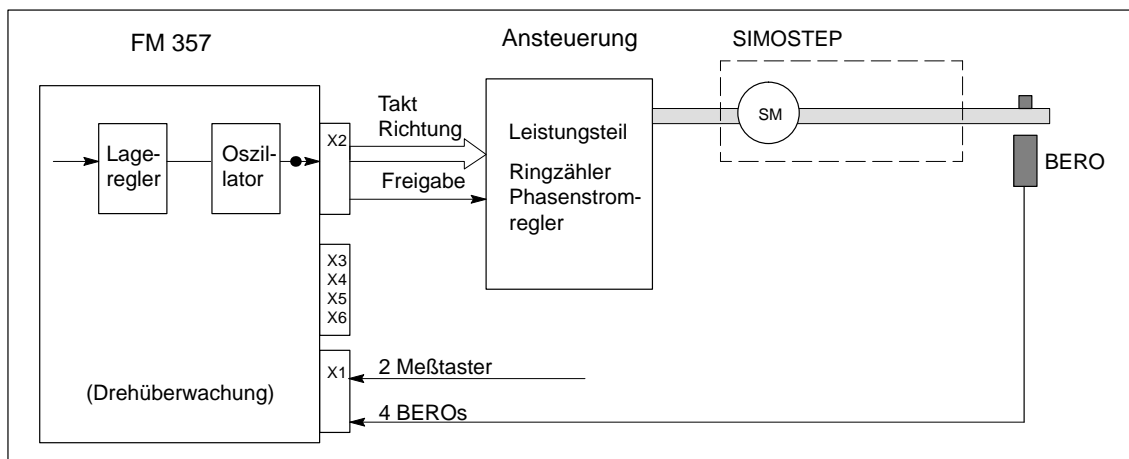 FM 357
Ansteuerung
SIMOSTEP
Lage-
regler
Oszil-
lator
X2
Takt
Richtung
Freigabe
Leistungsteil
Ringzähler
Phasenstrom-
regler
SM
BERO
X3
X4
X5
X6
(Drehüberwachung)
X1
2 Meßtaster
4 BEROs